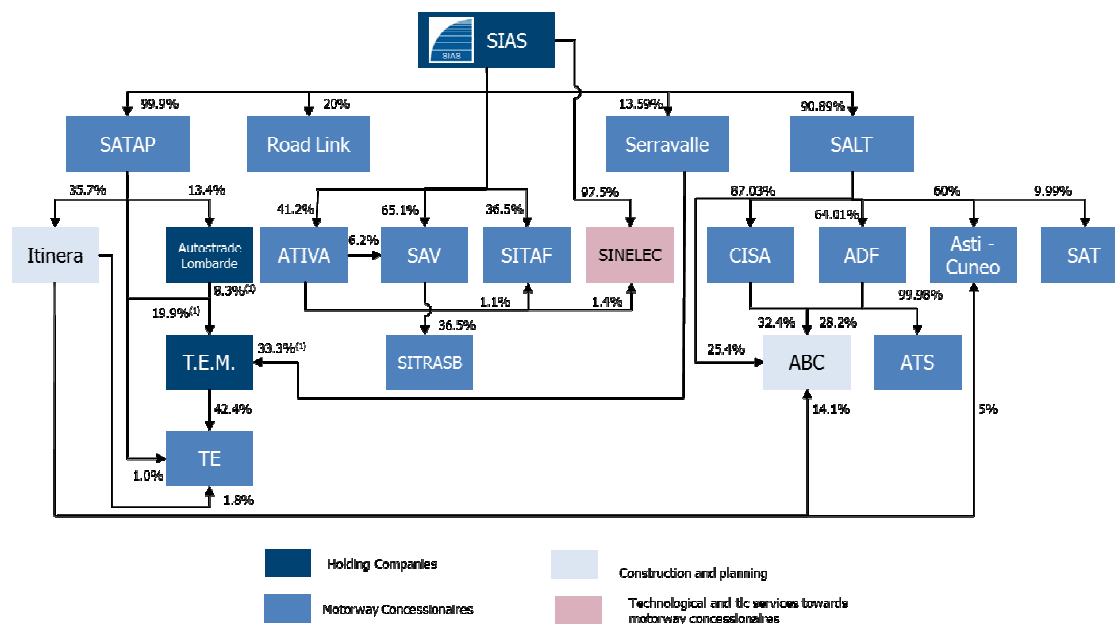 SIAS
SIAS
99.9%
20%
13.59%
90.89%
SATAP
Road Link
Serravalle
SALT
35.7%
13.4%
41.2%
65.1%
36.5%
97.5%
87.03%
64.01%
60%
9.99%
Itinera
Autostrade
Lombarde
ATIVA
6.2%
SAV
SITAF
SINELEC
CISA
ADF
Asti -
Cuneo
SAT
8.3%(1)
19.9%(1)
1.1%
1.4%
99.98%
36.5%
32.4%
28.2%
T.E.M.
33.3%(1)
SITRASB
25.4%
ABC
ATS
42.4%
14.1%
5%
TE
1.0%
1.8%
Holding Companies
Construction and planning
Motorway Concessionaires
Technological and tlc services towards
motorway concessionaires